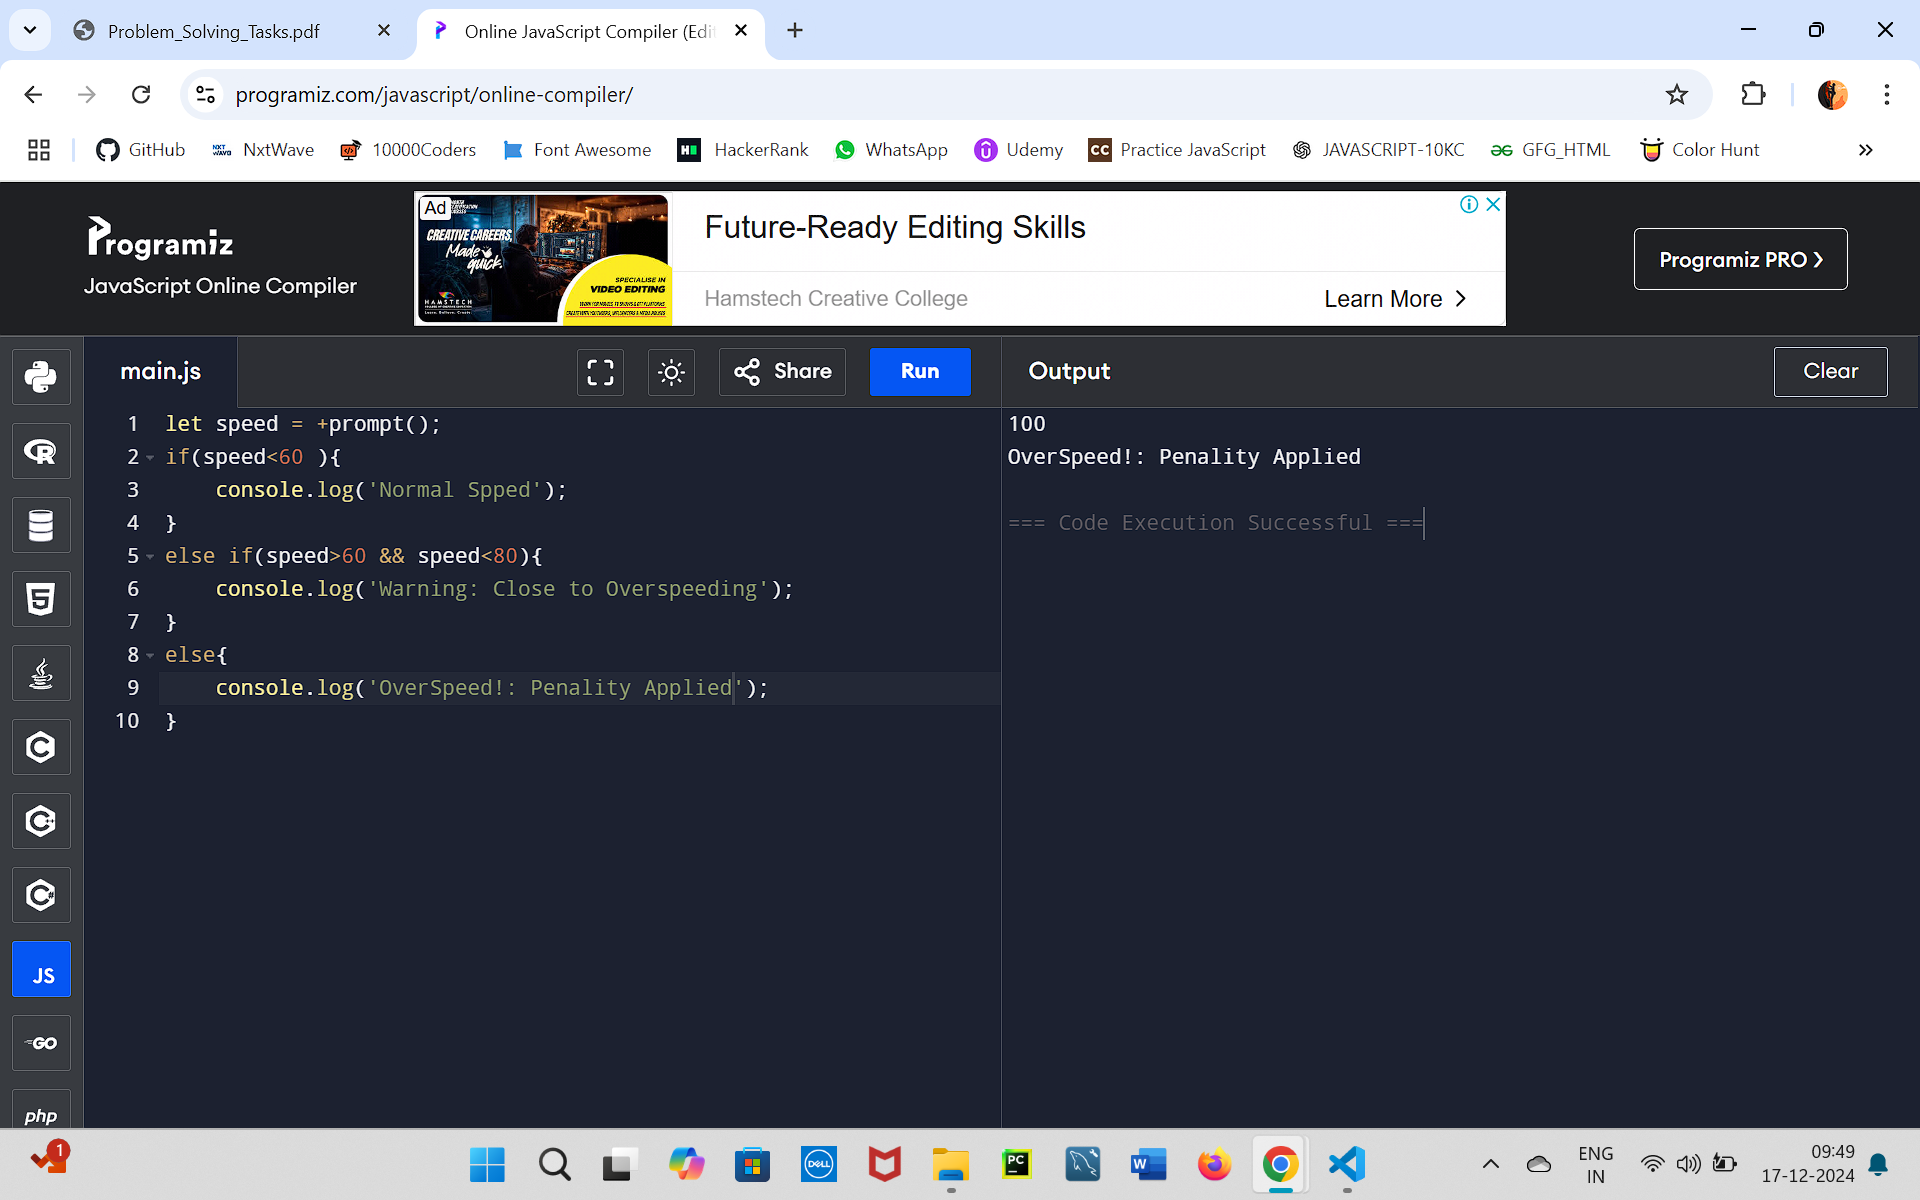 Problem_Solving_Tasks.pdf
Online JavaScript Compiler (Edi
programiz.com/javascript/online-compiler/
GitHub
NxtWave
10000Coders
Font Awesome
HackerRank
WhatsApp
Udemy
CC Practice JavaScript
JAVASCRIPT-10KC
GFG_HTML
Color Hunt
Programiz
JavaScript Online Compiler
Ad
CREATIVE CAREERS,
Made
quick.
SPECIALISE IN
VIDEO EDITING
HAMSTECH
Future-Ready Editing Skills
Hamstech Creative College
Learn More
Programiz PRO
main.js
Share
Run
Output
Clear
1 let speed = +prompt();
2 if(speed<60 ){
3 console.log('Normal Spped');
4 }
5 else if(speed>60 && speed<80){
6 console.log('Warning: Close to Overspeeding');
7 }
8 else{
9 console.log('OverSpeed!: Penality Applied');
10 }
100
OverSpeed!: Penality Applied
=== Code Execution Successful ===
R
5
C
C++
C#
JS
GO
php
1
DELL
PC
W
ENG
IN
09:49
17-12-2024